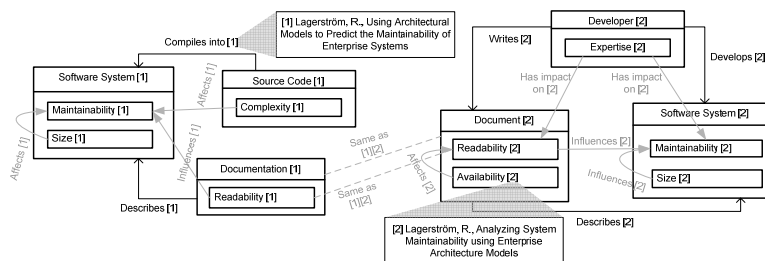 [1] Lagerström, R., Using Architectural
Models to Predict the Maintainability of
Enterprise Systems
Compiles into [1]
Software System [1]
Maintainability [1]
Size [1]
Affects [1]
Source Code [1]
Complexity [1]
Affects [1]
Influences [1]
Documentation [1]
Readability [1]
Describes [1]
Same as
[1][2]
Same as
[1][2]
Developer [2]
Expertise [2]
Writes [2]
Develops [2]
Has impact
on [2]
Has impact
on [2]
Document [2]
Readability [2]
Availability [2]
Affects [2]
Influences [2]
Software System [2]
Maintainability [2]
Size [2]
Influences [2]
Describes [2]
[2] Lagerström, R., Analyzing System
Maintainability using Enterprise
Architecture Models